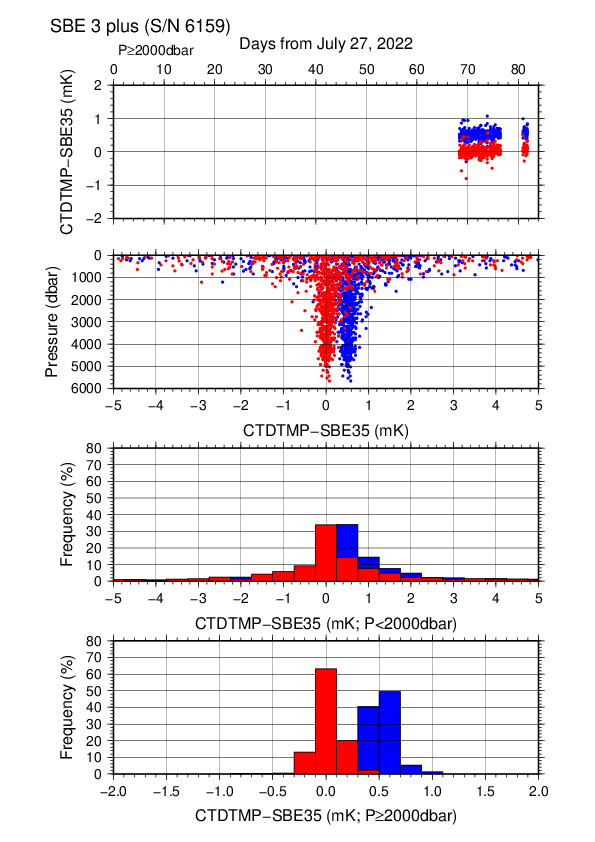 SBE 3 plus (S/N 6159)
P≥2000dbar
Days from July 27, 2022
0 10 20 30 40 50 60 70 80
CTDTMP−SBE35 (mK)
2
1
0
−1
−2
Pressure (dbar)
0
1000
2000
3000
4000
5000
6000
−5 −4 −3 −2 −1 0 1 2 3 4 5
CTDTMP−SBE35 (mK)
Frequency (%)
80
70
60
50
40
30
20
10
0
−5 −4 −3 −2 −1 0 1 2 3 4 5
CTDTMP−SBE35 (mK; P<2000dbar)
Frequency (%)
80
70
60
50
40
30
20
10
0
−2.0 −1.5 −1.0 −0.5 0.0 0.5 1.0 1.5 2.0
CTDTMP−SBE35 (mK; P≥2000dbar)